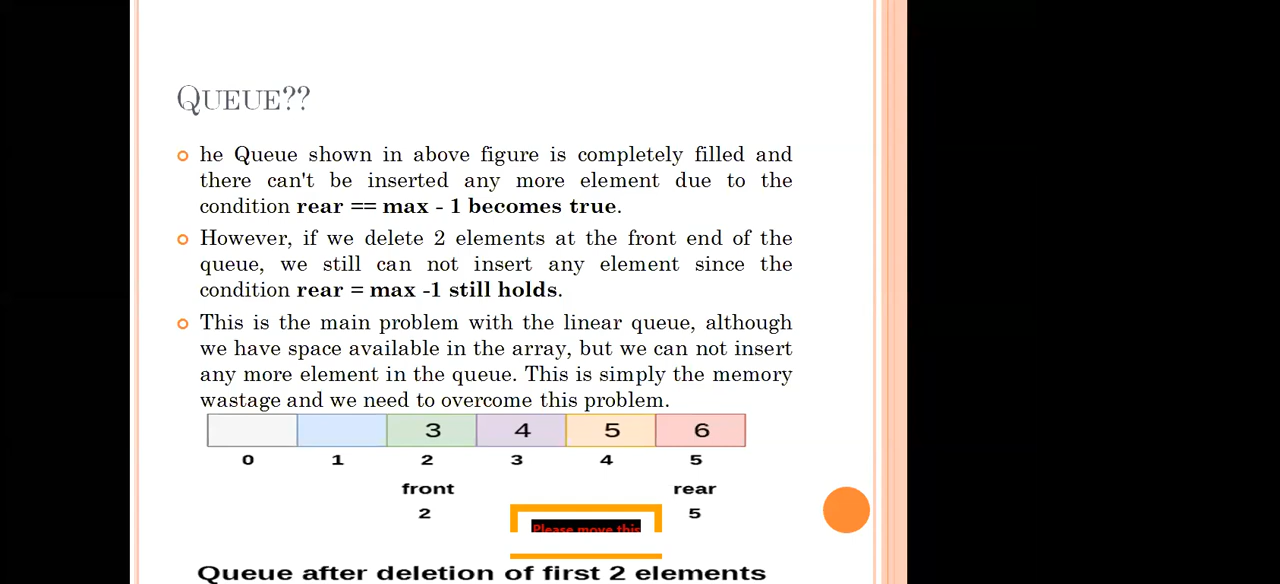 QUEUE??
he Queue shown in above figure is completely filled and
there can't be inserted any more element due to the
condition rear == max - 1 becomes true.
However, if we delete 2 elements at the front end of the
queue, we still can not insert any element since the
condition rear = max -1 still holds.
This is the main problem with the linear queue, although
we have space available in the array, but we can not insert
any more element in the queue. This is simply the memory
wastage and we need to overcome this problem.
3 4 5 6
0 1 2 3 4 5
front rear
2 5
Please move this
Queue after deletion of first 2 elements